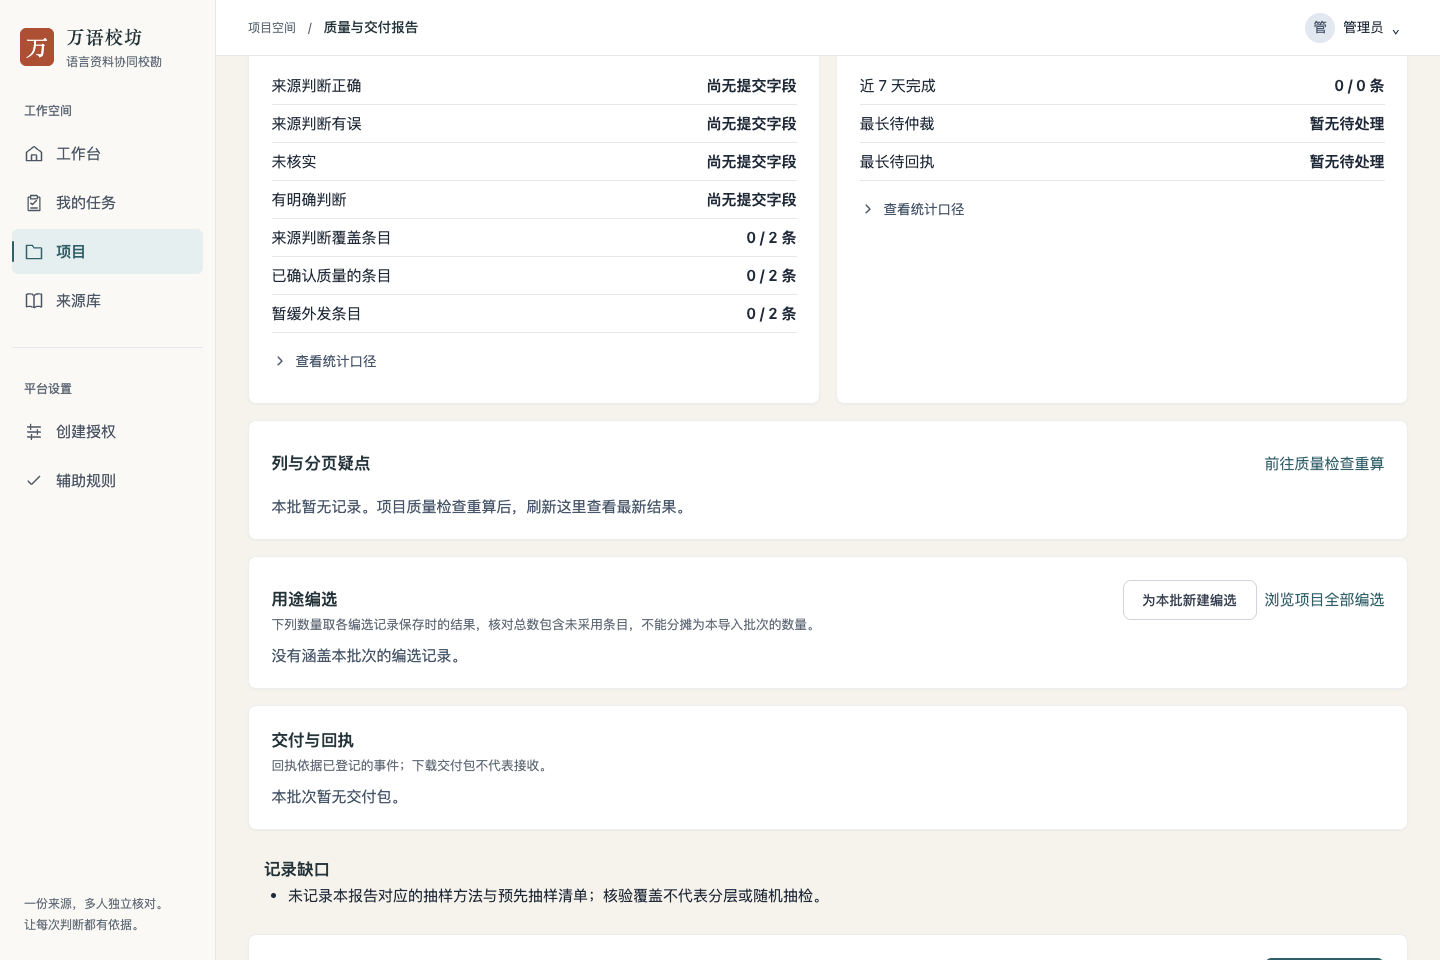 万
万语校坊
语言资料协同校勘
工作空间
工作台
我的任务
项目
来源库
平台设置
创建授权
辅助规则
一份来源，多人独立核对。
让每次判断都有依据。
项目空间 / 质量与交付报告
管 管理员
来源判断正确 尚无提交字段
来源判断有误 尚无提交字段
未核实 尚无提交字段
有明确判断 尚无提交字段
来源判断覆盖条目 0 / 2 条
已确认质量的条目 0 / 2 条
暂缓外发条目 0 / 2 条
查看统计口径
近 7 天完成 0 / 0 条
最长待仲裁 暂无待处理
最长待回执 暂无待处理
查看统计口径
列与分页疑点 前往质量检查重算
本批暂无记录。项目质量检查重算后，刷新这里查看最新结果。
用途编选 为本批新建编选 浏览项目全部编选
下列数量取各编选记录保存时的结果，核对总数包含未采用条目，不能分摊为本导入批次的数量。
没有涵盖本批次的编选记录。
交付与回执
回执依据已登记的事件；下载交付包不代表接收。
本批次暂无交付包。
记录缺口
• 未记录本报告对应的抽样方法与预先抽样清单；核验覆盖不代表分层或随机抽检。